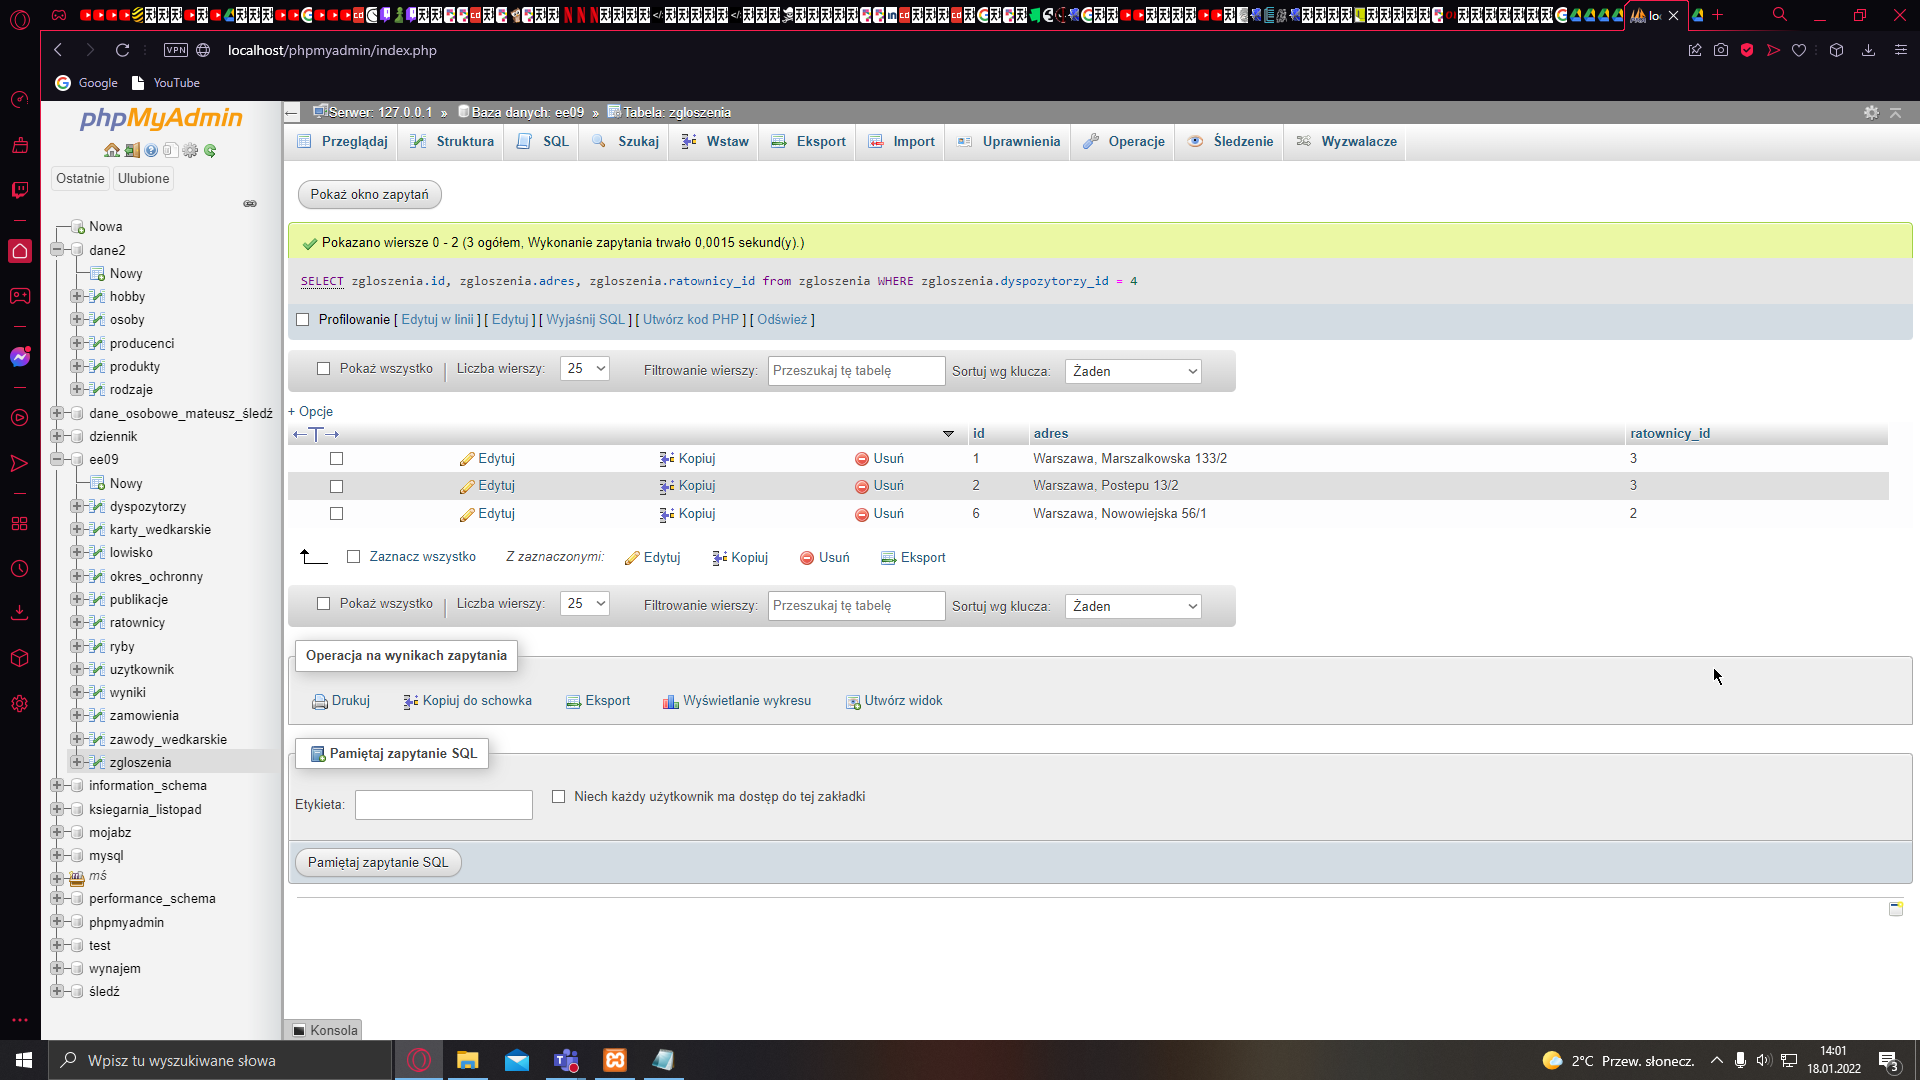 lo
VPN
localhost/phpmyadmin/index.php
Google
YouTube
phpMyAdmin
Ostatnie
Ulubione
Nowa
dane2
Nowy
hobby
osoby
producenci
produkty
rodzaje
dane_osobowe_mateusz_śledź
dziennik
ee09
Nowy
dyspozytorzy
karty_wedkarskie
lowisko
okres_ochronny
publikacje
ratownicy
ryby
uzytkownik
wyniki
zamowienia
zawody_wedkarskie
zgloszenia
information_schema
ksiegarnia_listopad
mojabz
mysql
mś
performance_schema
phpmyadmin
test
wynajem
śledź
Serwer: 127.0.0.1 » Baza danych: ee09 » Tabela: zgloszenia
Przeglądaj Struktura SQL Szukaj Wstaw Eksport Import Uprawnienia Operacje Śledzenie Wyzwalacze
Pokaż okno zapytań
Pokazano wiersze 0 - 2 (3 ogółem, Wykonanie zapytania trwało 0,0015 sekund(y).)
SELECT zgloszenia.id, zgloszenia.adres, zgloszenia.ratownicy_id from zgloszenia WHERE zgloszenia.dyspozytorzy_id = 4
Profilowanie [ Edytuj w linii ] [ Edytuj ] [ Wyjaśnij SQL ] [ Utwórz kod PHP ] [ Odśwież ]
Pokaż wszystko | Liczba wierszy: 25 Filtrowanie wierszy: Przeszukaj tę tabelę Sortuj wg klucza: Żaden
+ Opcje
←T→ id adres ratownicy_id
Edytuj Kopiuj Usuń 1 Warszawa, Marszalkowska 133/2 3
Edytuj Kopiuj Usuń 2 Warszawa, Postepu 13/2 3
Edytuj Kopiuj Usuń 6 Warszawa, Nowowiejska 56/1 2
Zaznacz wszystko Z zaznaczonymi: Edytuj Kopiuj Usuń Eksport
Pokaż wszystko | Liczba wierszy: 25 Filtrowanie wierszy: Przeszukaj tę tabelę Sortuj wg klucza: Żaden
Operacja na wynikach zapytania
Drukuj Kopiuj do schowka Eksport Wyświetlanie wykresu Utwórz widok
Pamiętaj zapytanie SQL
Etykieta: Niech każdy użytkownik ma dostęp do tej zakładki
Pamiętaj zapytanie SQL
Konsola
Wpisz tu wyszukiwane słowa
2°C Przew. słonecz.
14:01
18.01.2022
3